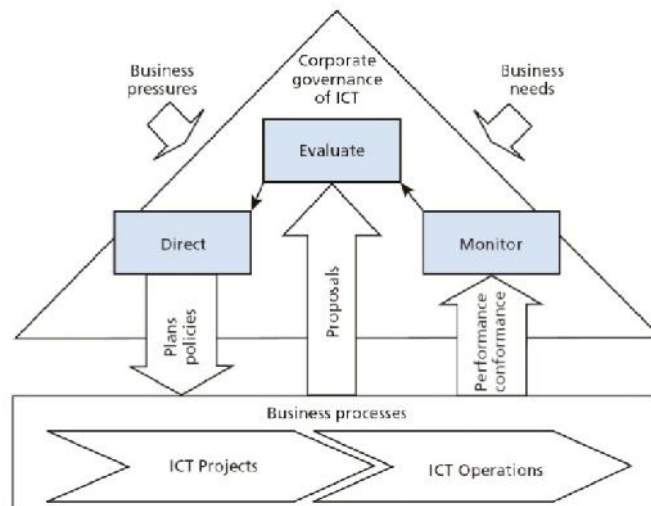 Corporate
governance
of ICT
Business
pressures
Business
needs
Evaluate
Direct
Monitor
Plans
policies
Proposals
Performance
conformance
Business processes
ICT Projects
ICT Operations